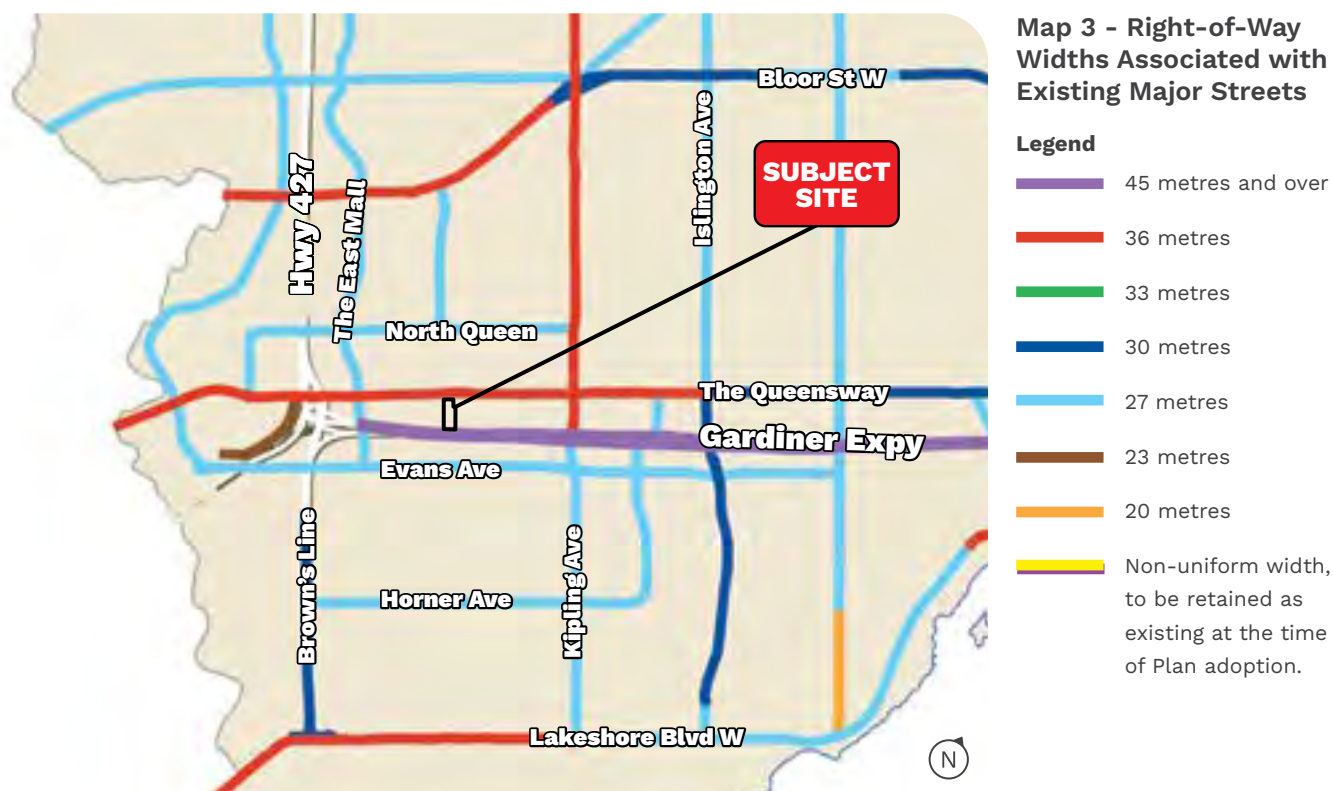 Bloor St W
Islington Ave
SUBJECT
SITE
Hwy 427
The East Mall
North Queen
The Queensway
Gardiner Expy
Evans Ave
Brown's Line
Kipling Ave
Horner Ave
Lakeshore Blvd W
N
Map 3 - Right-of-Way
Widths Associated with
Existing Major Streets
Legend
45 metres and over
36 metres
33 metres
30 metres
27 metres
23 metres
20 metres
Non-uniform width,
to be retained as
existing at the time
of Plan adoption.